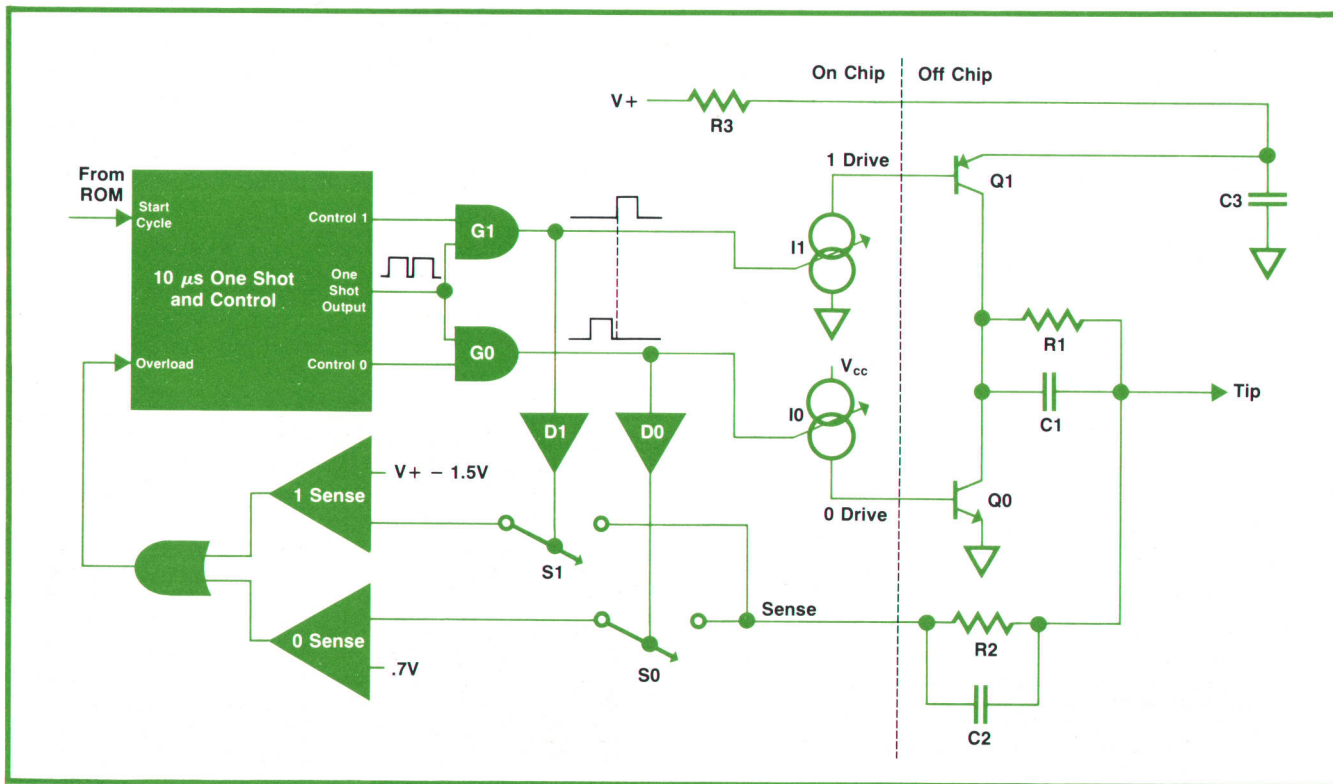 On Chip
Off Chip
V+
R3
1 Drive
Q1
C3
From
ROM
Start
Cycle
Control 1
10 μs One Shot
and Control
One
Shot
Output
Overload
Control 0
G1
G0
I1
Vcc
I0
R1
C1
Tip
D1
D0
0 Drive
Q0
1 Sense
V+ − 1.5V
S1
0 Sense
.7V
S0
Sense
R2
C2